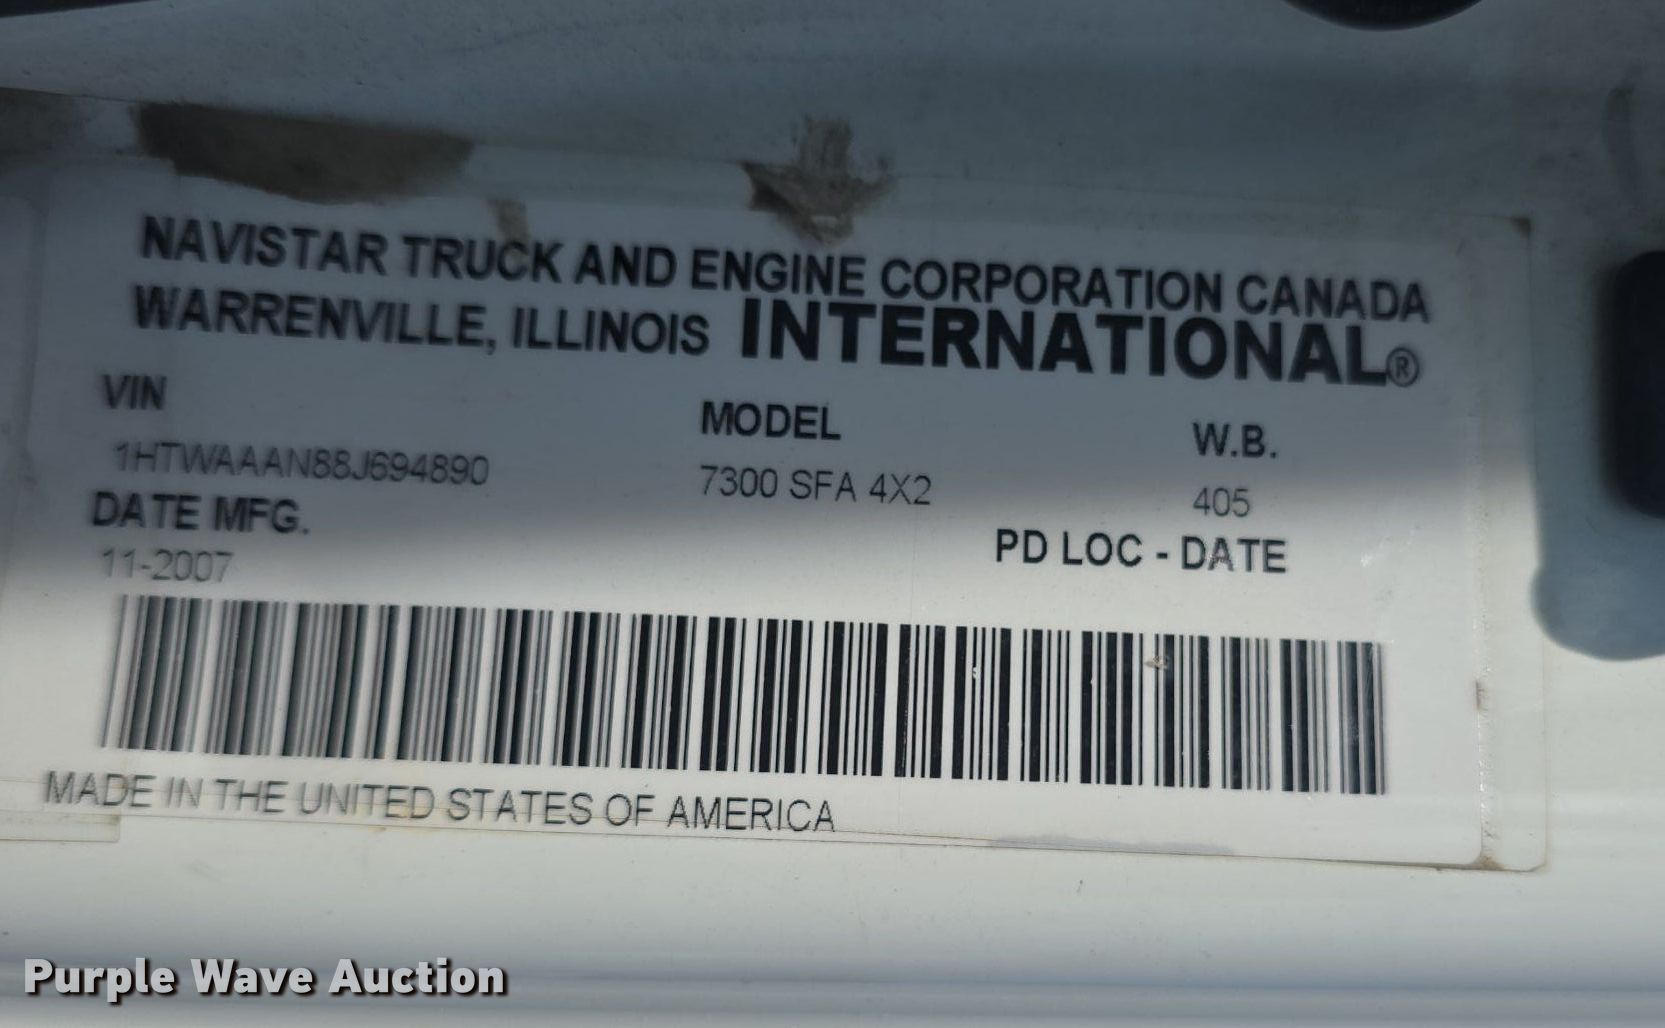 NAVISTAR TRUCK AND ENGINE CORPORATION CANADA
WARRENVILLE, ILLINOIS INTERNATIONAL®
VIN MODEL W.B.
1HTWAAAN88J694890 7300 SFA 4X2 405
DATE MFG. PD LOC - DATE
11-2007
MADE IN THE UNITED STATES OF AMERICA
Purple Wave Auction